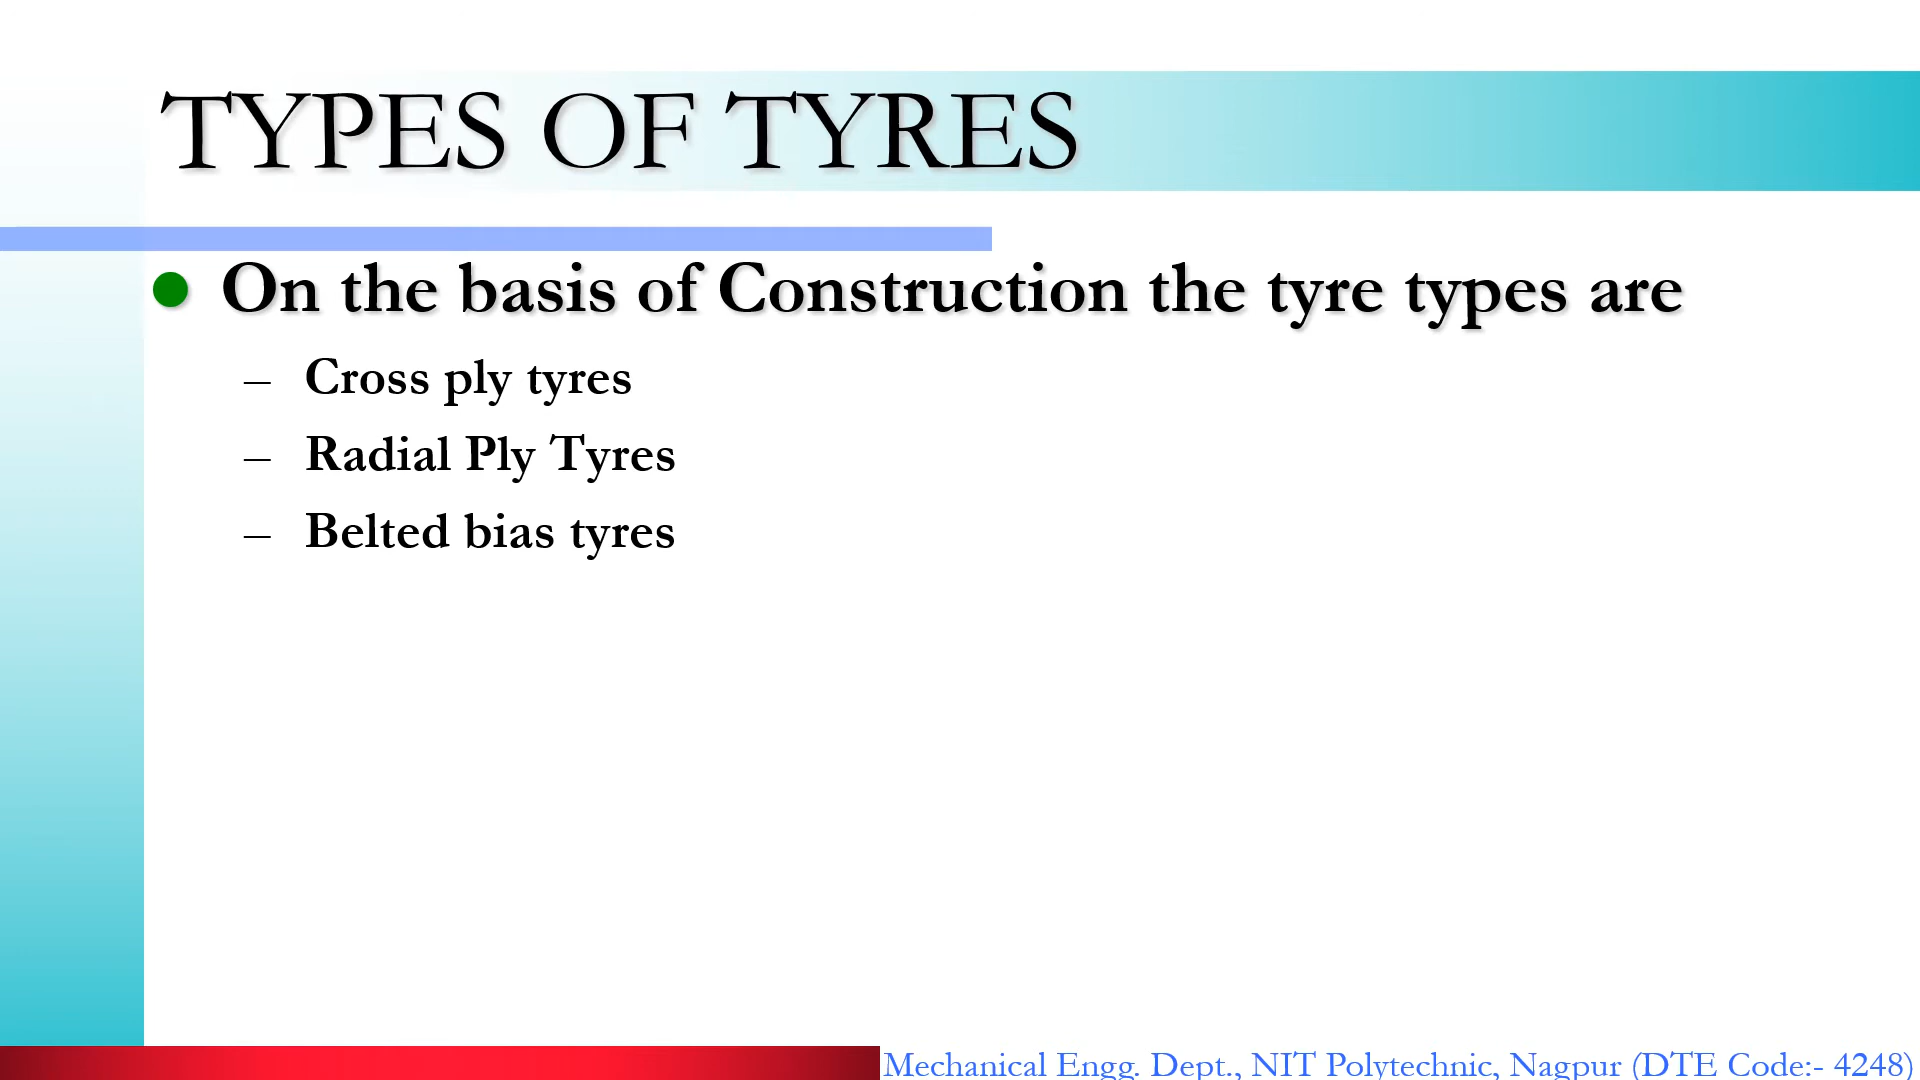 TYPES OF TYRES
● On the basis of Construction the tyre types are
– Cross ply tyres
– Radial Ply Tyres
– Belted bias tyres
Mechanical Engg. Dept., NIT Polytechnic, Nagpur (DTE Code:- 4248)